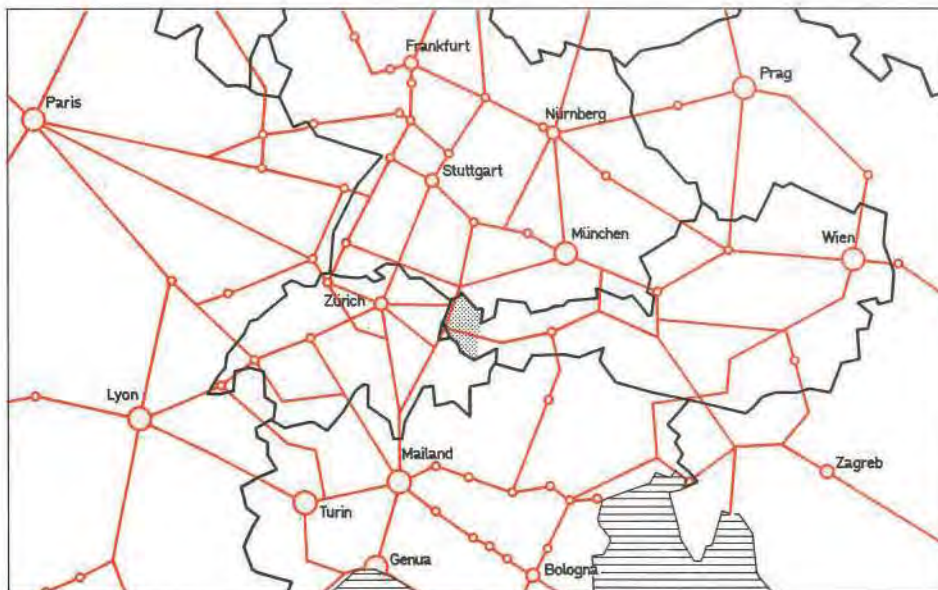 Frankfurt
Prag
Paris
Nürnberg
Stuttgart
München
Wien
Zürich
Lyon
Mailand
Zagreb
Turin
Genua
Bologna